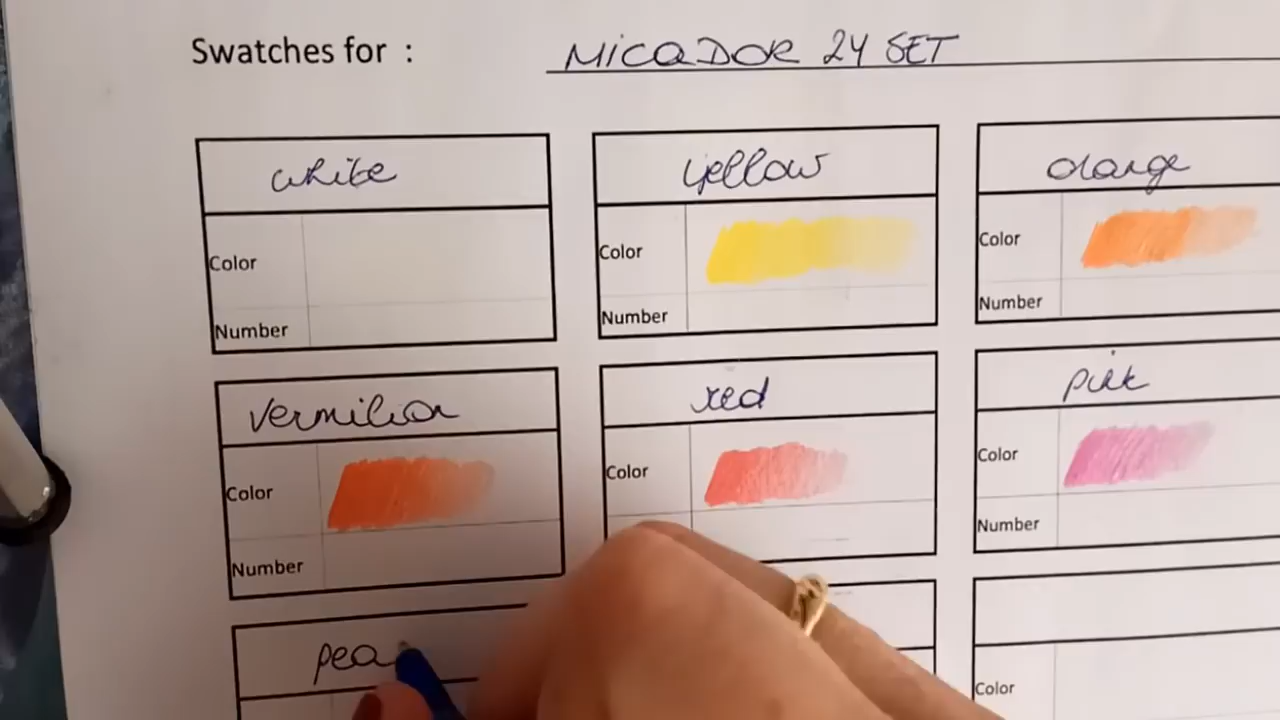 Swatches for : MICADOR 24 SET
white yellow orange
Color Color Color
Number Number Number
vermilion red pink
Color Color Color
Number Number
pea
Color